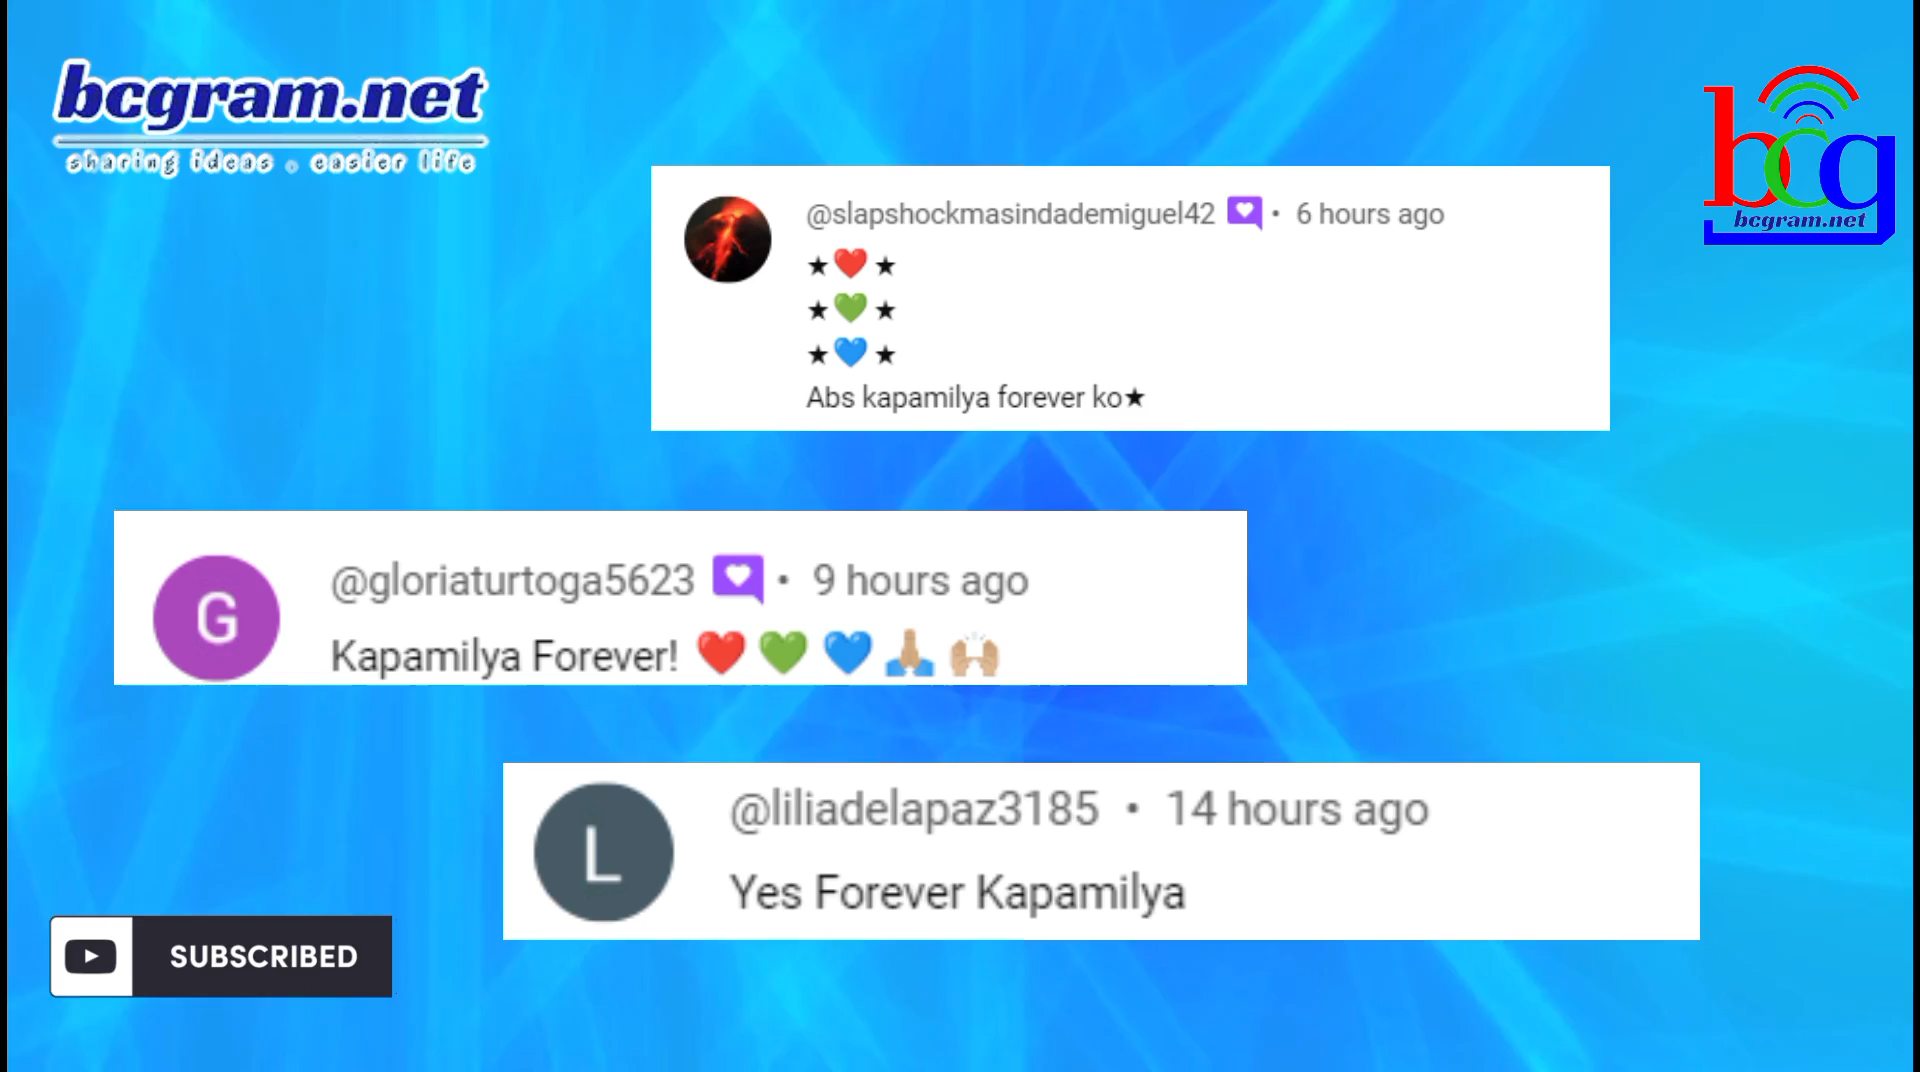 bcgram.net
sharing ideas . easier life
bcg
bcgram.net
@slapshockmasindademiguel42 • 6 hours ago
★❤️★
★💚★
★💙★
Abs kapamilya forever ko★
G
@gloriaturtoga5623 • 9 hours ago
Kapamilya Forever! ❤️💚💙🙏🏼🙌🏼
L
@liliadelapaz3185 • 14 hours ago
Yes Forever Kapamilya
SUBSCRIBED